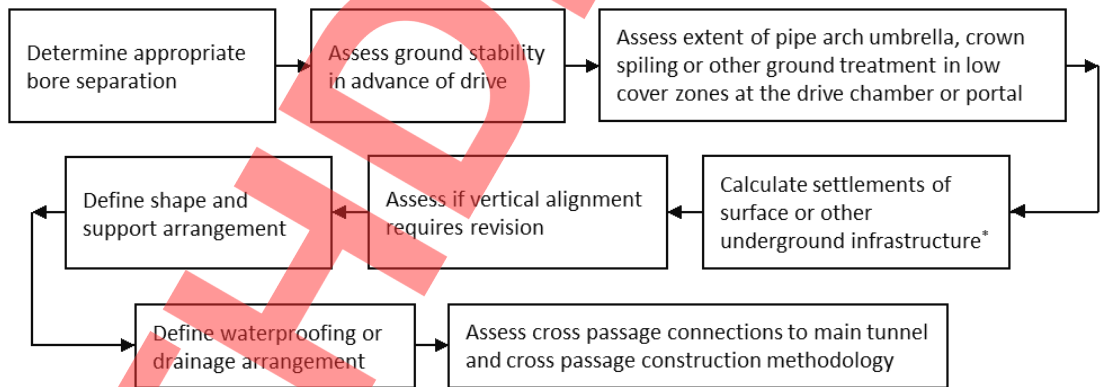 Determine appropriate
bore separation
Assess ground stability
in advance of drive
Assess extent of pipe arch umbrella, crown
spiling or other ground treatment in low
cover zones at the drive chamber or portal
Calculate settlements of
surface or other
underground infrastructure*
Assess if vertical alignment
requires revision
Define shape and
support arrangement
Define waterproofing or
drainage arrangement
Assess cross passage connections to main tunnel
and cross passage construction methodology